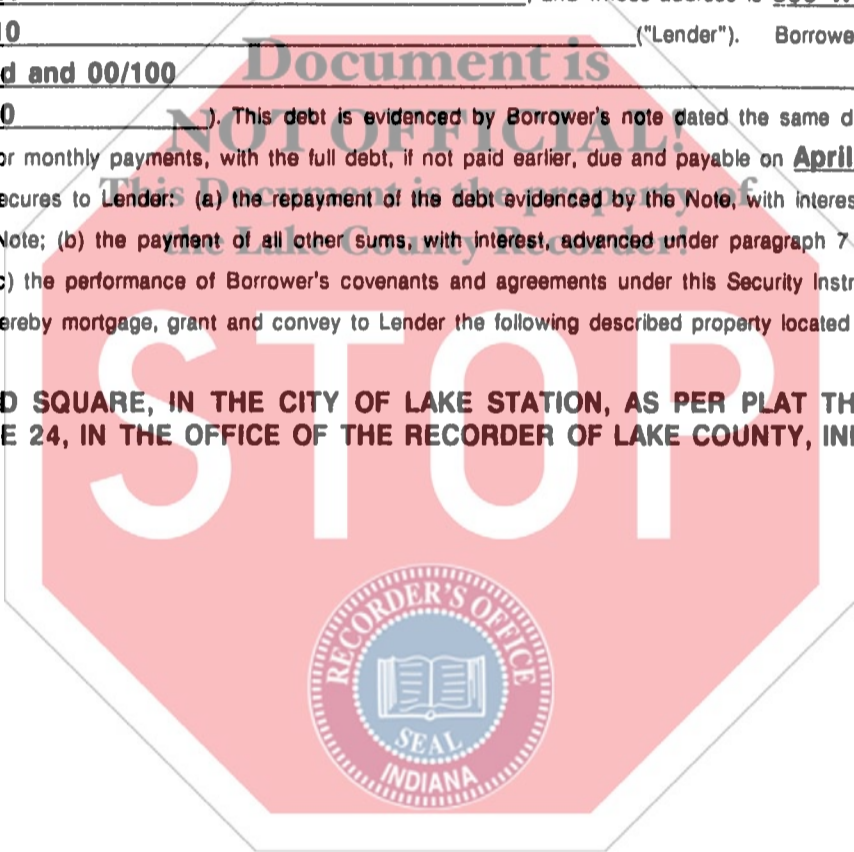 , and whose address is
10 ("Lender"). Borrowe
d and 00/100
0 ). This debt is evidenced by Borrower's note dated the same d
or monthly payments, with the full debt, if not paid earlier, due and payable on April
ecures to Lender: (a) the repayment of the debt evidenced by the Note, with interes
Note; (b) the payment of all other sums, with interest, advanced under paragraph 7
c) the performance of Borrower's covenants and agreements under this Security Instr
ereby mortgage, grant and convey to Lender the following described property located
D SQUARE, IN THE CITY OF LAKE STATION, AS PER PLAT TH
E 24, IN THE OFFICE OF THE RECORDER OF LAKE COUNTY, IN
Document is
NOT OFFICIAL!
This Document is the property of
the Lake County Recorder!
STOP
RECORDER'S OFFICE
SEAL
INDIANA